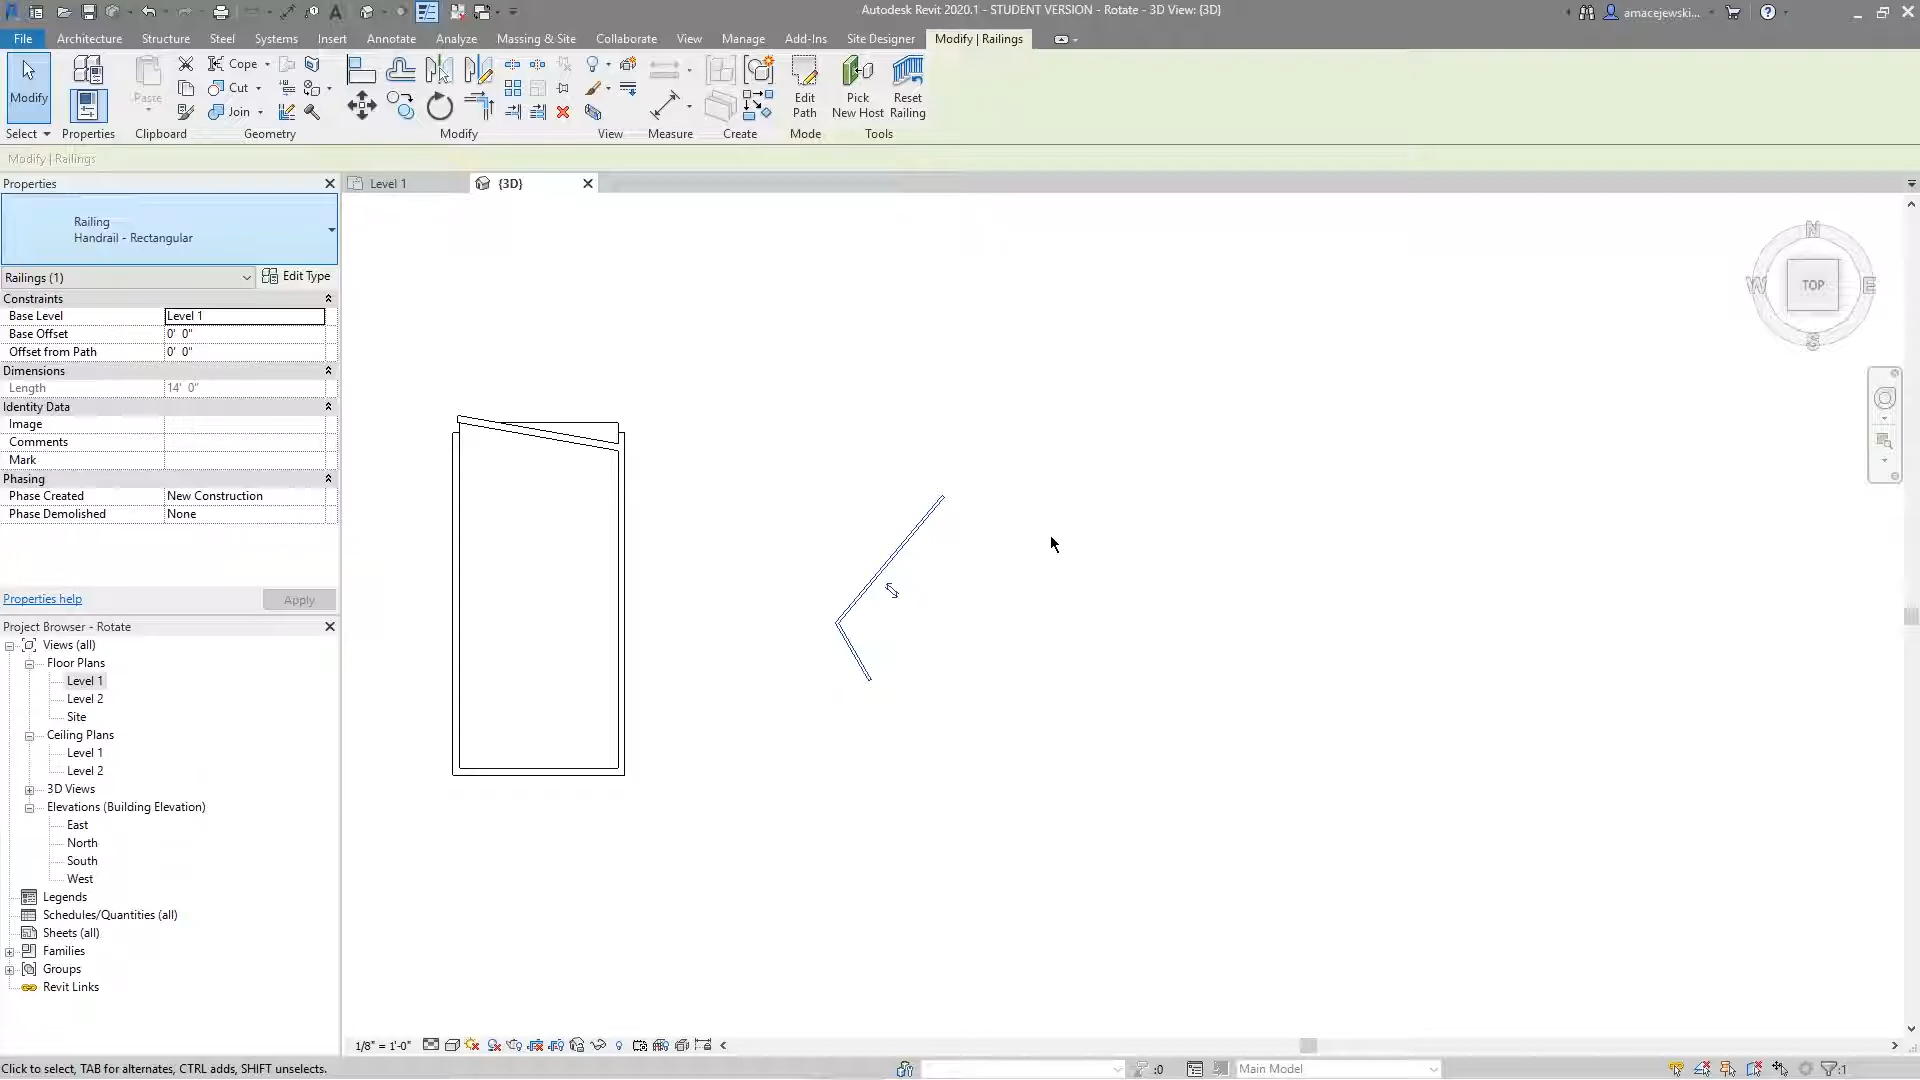 Autodesk Revit 2020.1 - STUDENT VERSION - Rotate - 3D View: {3D}
amacejewski...
File Architecture Structure Steel Systems Insert Annotate Analyze Massing & Site Collaborate View Manage Add-Ins Site Designer Modify | Railings
Modify
Paste
Cope
Cut
Join
Edit Path
Pick New Host
Reset Railing
Select Properties Clipboard Geometry Modify View Measure Create Mode Tools
Modify | Railings
Properties
Level 1
{3D}
Railing
Handrail - Rectangular
Railings (1)
Edit Type
Constraints
Base Level Level 1
Base Offset 0' 0"
Offset from Path 0' 0"
Dimensions
Length 14' 0"
Identity Data
Image
Comments
Mark
Phasing
Phase Created New Construction
Phase Demolished None
Properties help
Apply
N
W
TOP
E
S
Project Browser - Rotate
Views (all)
Floor Plans
Level 1
Level 2
Site
Ceiling Plans
Level 1
Level 2
3D Views
Elevations (Building Elevation)
East
North
South
West
Legends
Schedules/Quantities (all)
Sheets (all)
Families
Groups
Revit Links
1/8" = 1'-0"
Click to select, TAB for alternates, CTRL adds, SHIFT unselects.
:0
Main Model
:1